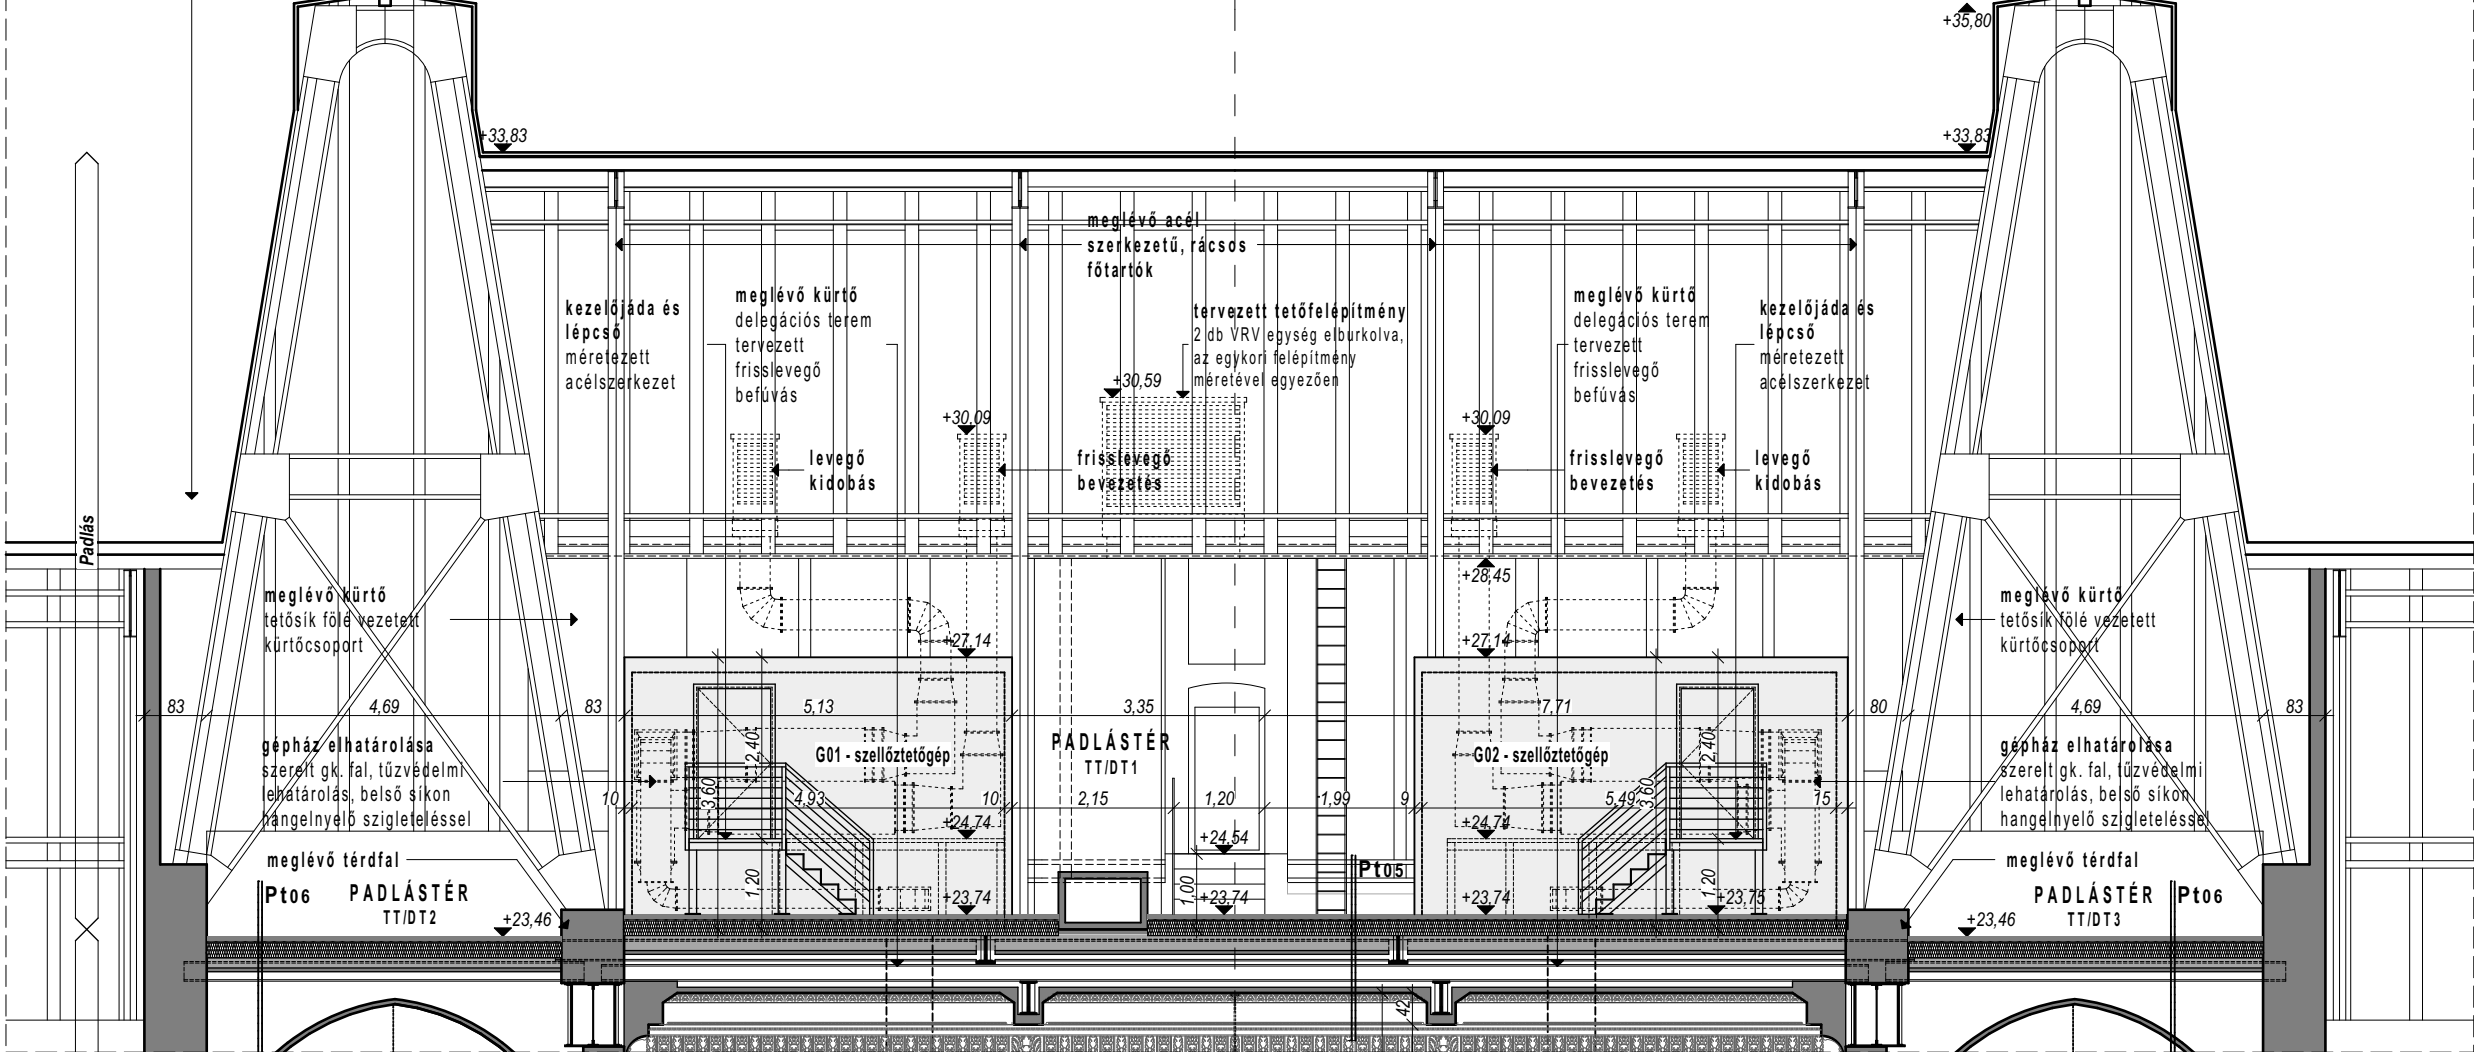 +35,80
+33,83
+33,83
meglévő acél
szerkezetű, rácsos
főtartók
kezelőjáda és
lépcső
méretezett
acélszerkezet
meglévő kürtő
delegációs terem
tervezett
frisslevegő
befúvás
tervezett tetőfelépítmény
2 db VRV egység elburkolva,
az egykori felépítmény
méretével egyezően
meglévő kürtő
delegációs terem
tervezett
frisslevegő
befúvás
kezelőjáda és
lépcső
méretezett
acélszerkezet
+30,59
+30,09
+30,09
levegő
kidobás
frisslevegő
bevezetés
frisslevegő
bevezetés
levegő
kidobás
Padlás
+28,45
meglévő kürtő
tetősík fölé vezetett
kürtőcsoport
meglévő kürtő
tetősík fölé vezetett
kürtőcsoport
+27,14
+27,14
83
4,69
83
5,13
3,35
7,71
80
4,69
83
gépház elhatárolása
szerelt gk. fal, tűzvédelmi
lehatárolás, belső síkon
hangelnyelő szigeteléssel
2,40
G01 - szellőztetőgép
PADLÁSTÉR
TT/DT1
G02 - szellőztetőgép
2,40
gépház elhatárolása
szerelt gk. fal, tűzvédelmi
lehatárolás, belső síkon
hangelnyelő szigeteléssel
10
3,60
4,93
10
2,15
1,20
1,99
9
5,49
3,60
15
+24,74
+24,54
+24,74
meglévő térdfal
meglévő térdfal
Pt06
PADLÁSTÉR
TT/DT2
1,20
1,00
Pt05
1,20
PADLÁSTÉR
TT/DT3
Pt06
+23,46
+23,74
+23,74
+23,74
+23,75
+23,46
42